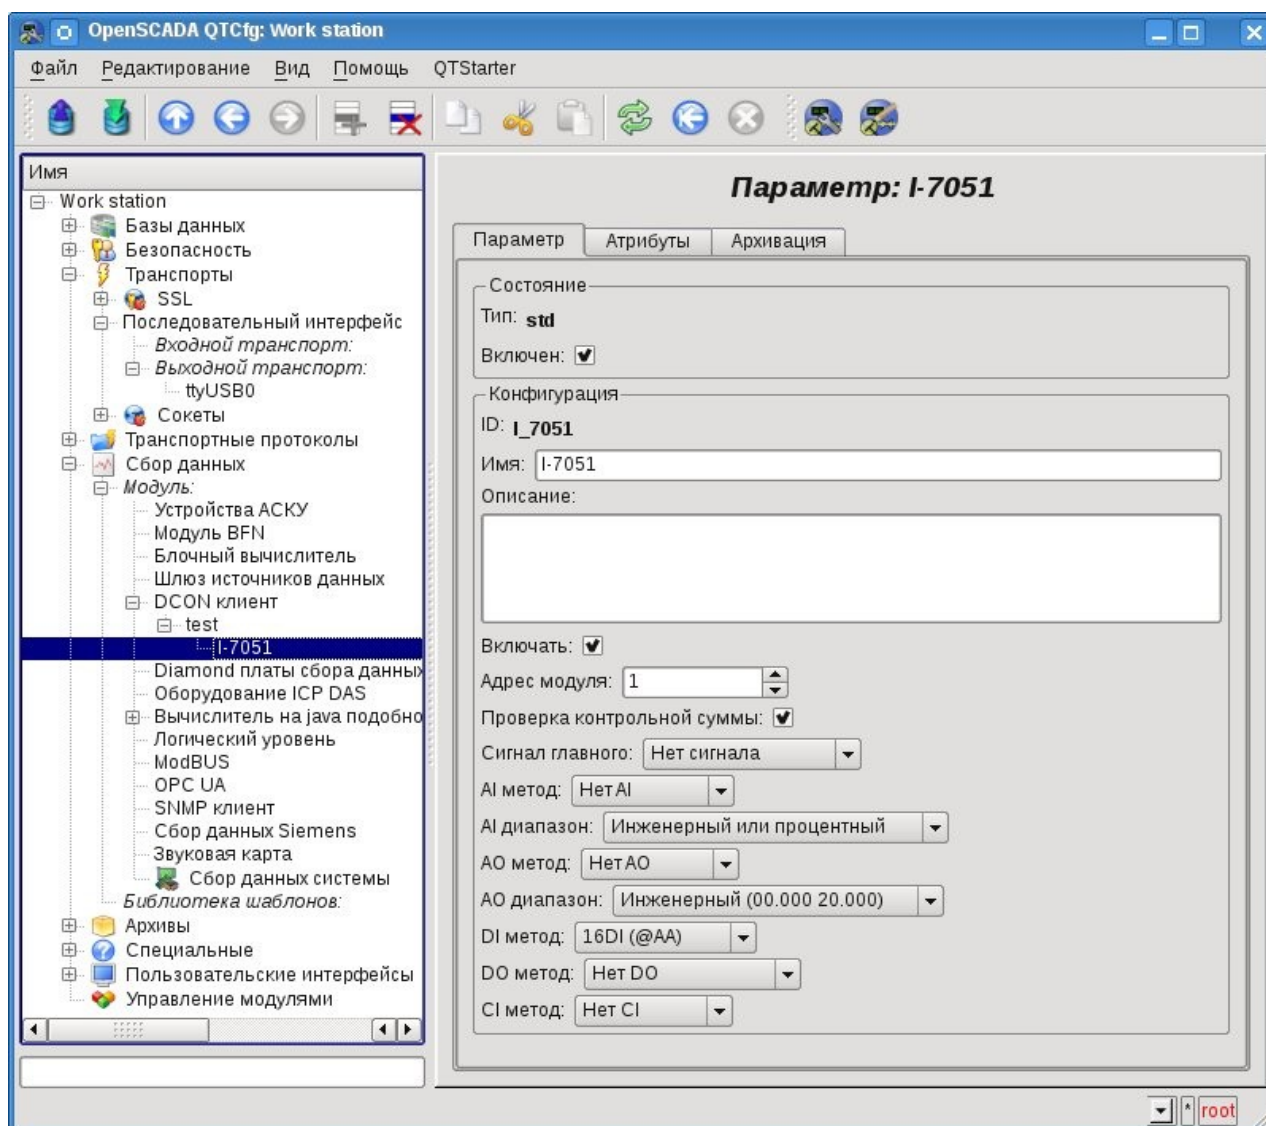 OpenSCADA QTCfg: Work station
Файл Редактирование Вид Помощь QTStarter
Имя
Work station
Базы данных
Безопасность
Транспорты
SSL
Последовательный интерфейс
Входной транспорт:
Выходной транспорт:
ttyUSB0
Сокеты
Транспортные протоколы
Сбор данных
Модуль:
Устройства АСКУ
Модуль BFN
Блочный вычислитель
Шлюз источников данных
DCON клиент
test
I-7051
Diamond платы сбора данных
Оборудование ICP DAS
Вычислитель на java подобно
Логический уровень
ModBUS
OPC UA
SNMP клиент
Сбор данных Siemens
Звуковая карта
Сбор данных системы
Библиотека шаблонов:
Архивы
Специальные
Пользовательские интерфейсы
Управление модулями
Параметр: I-7051
Параметр Атрибуты Архивация
Состояние
Тип: std
Включен:
Конфигурация
ID: I_7051
Имя: I-7051
Описание:
Включать:
Адрес модуля: 1
Проверка контрольной суммы:
Сигнал главного: Нет сигнала
AI метод: Нет AI
AI диапазон: Инженерный или процентный
AO метод: Нет AO
AO диапазон: Инженерный (00.000 20.000)
DI метод: 16DI (@AA)
DO метод: Нет DO
CI метод: Нет CI
* root